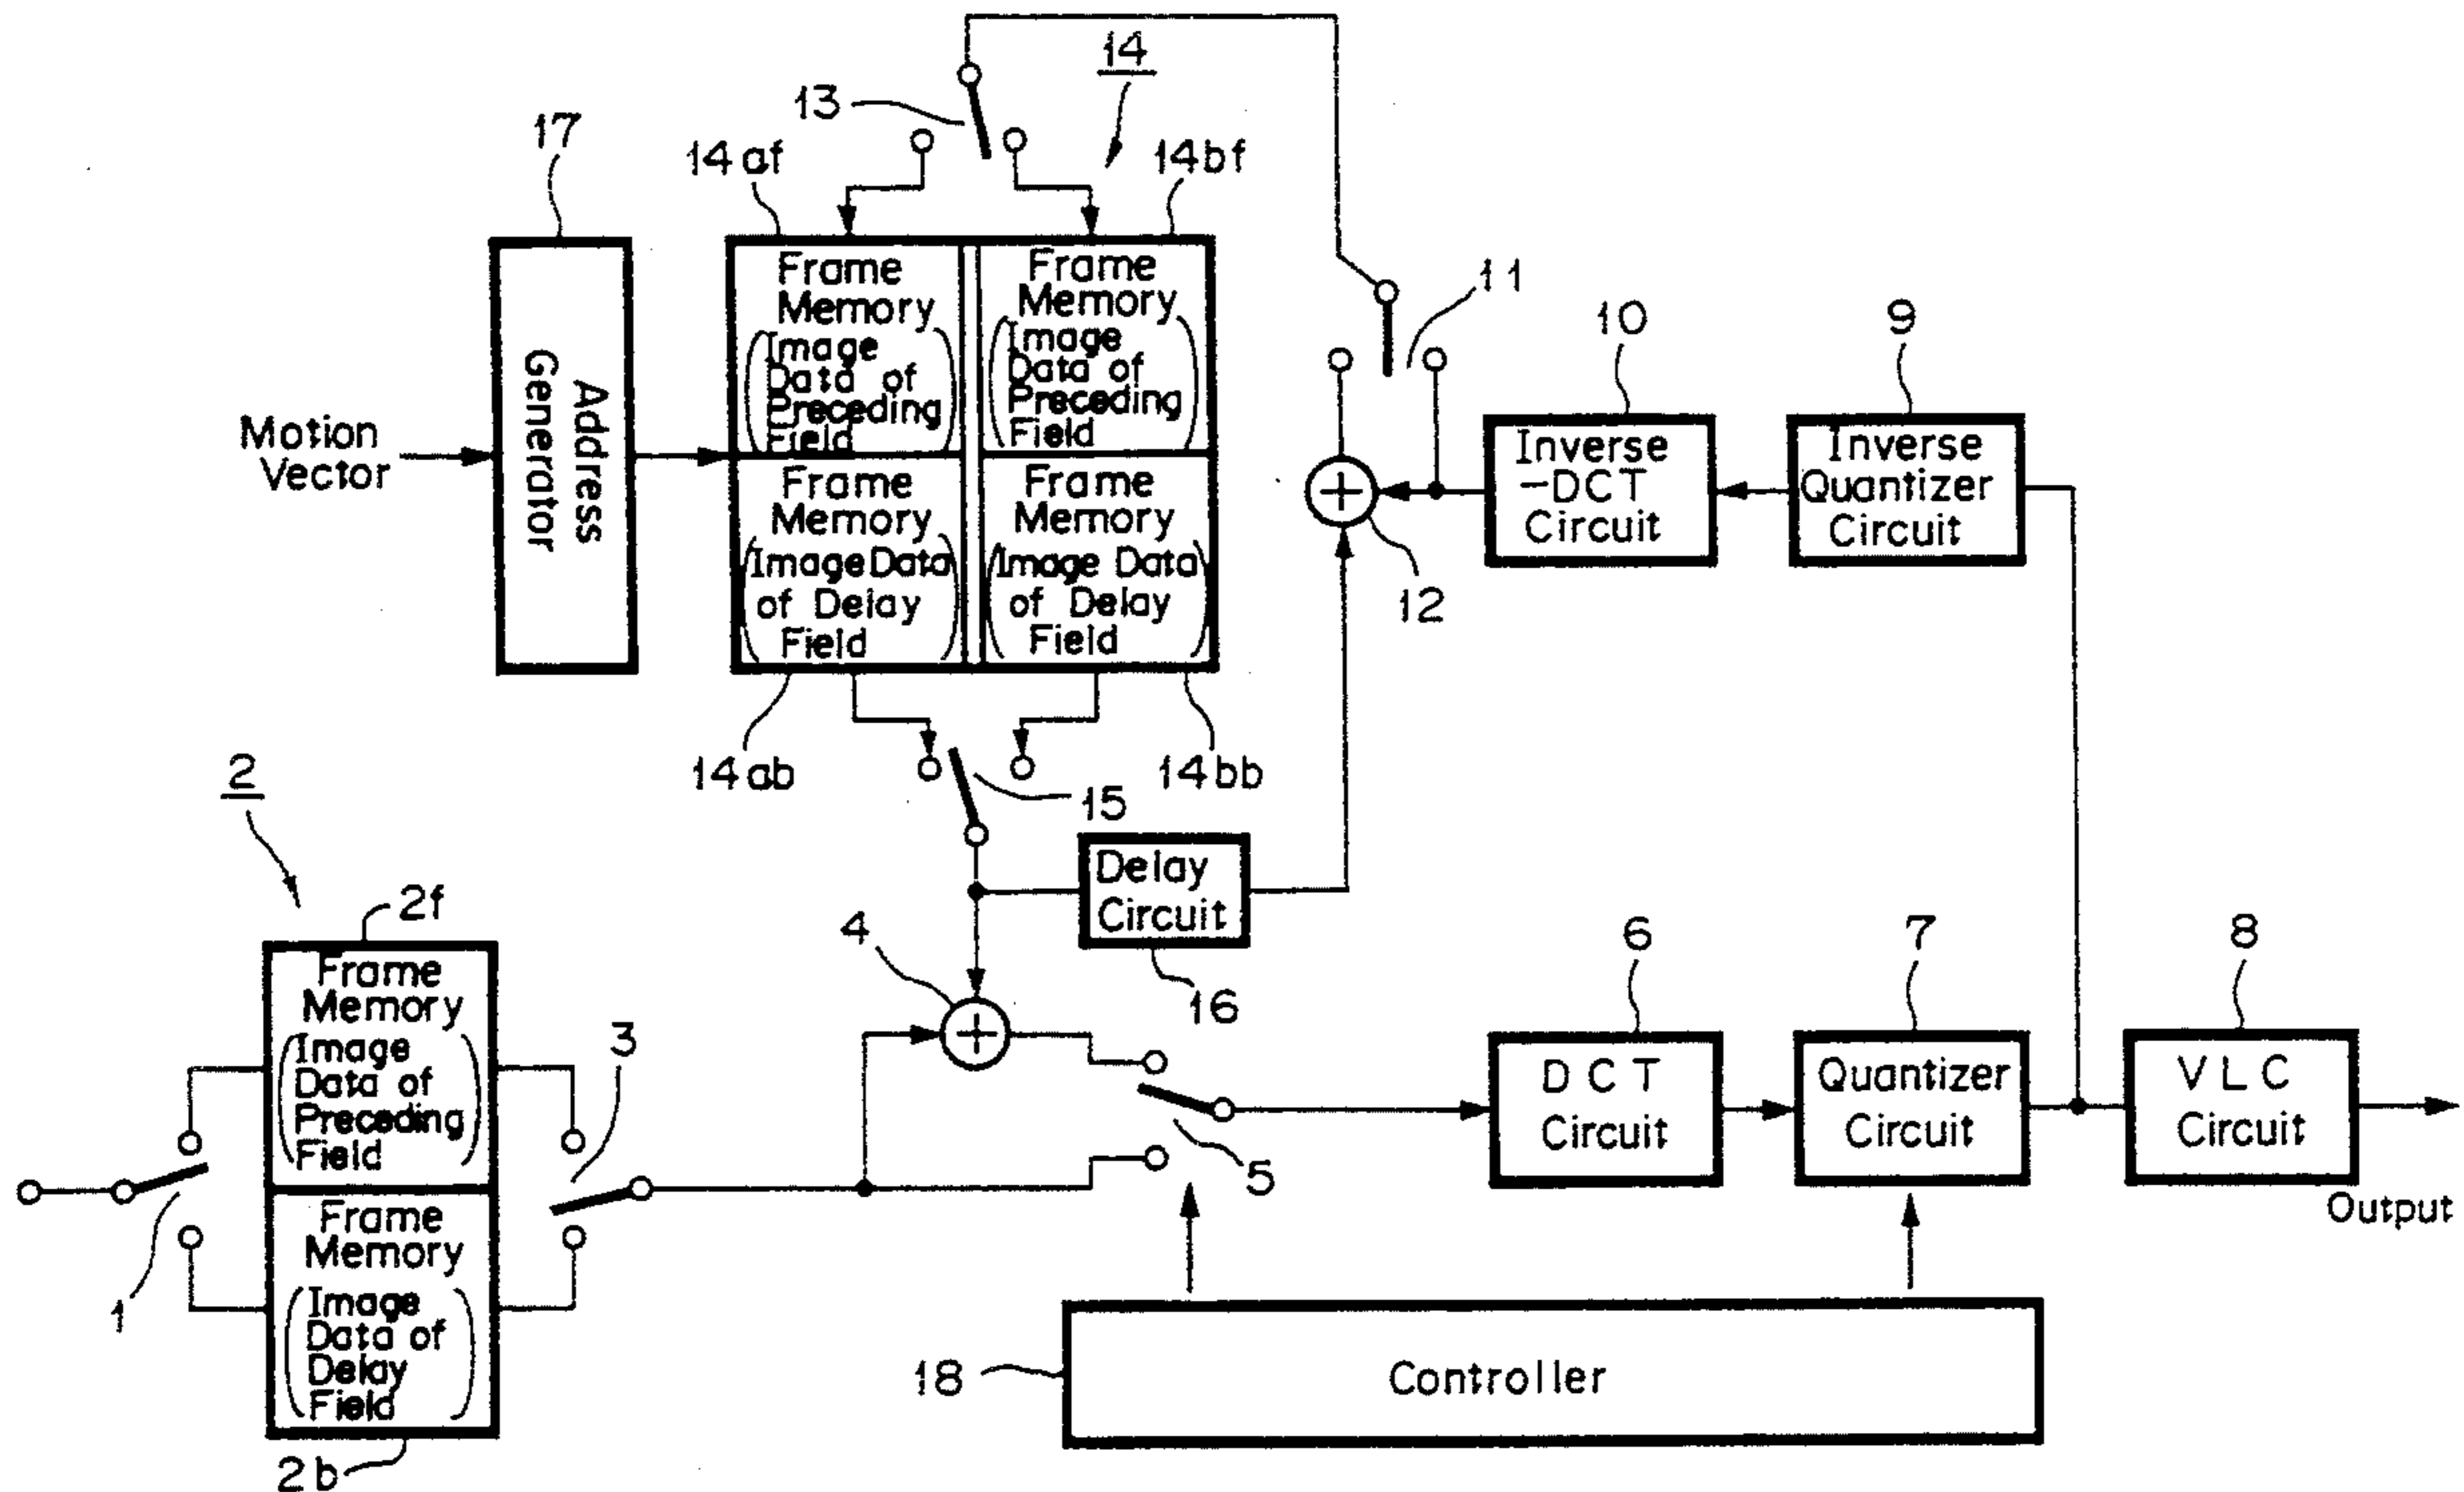 14
13
17
14af
14bf
Frame
Memory
(Image
Data of
Preceding
Field)
Frame
Memory
(Image
Data of
Preceding
Field)
11
10
9
Address
Generator
Motion
Vector
Inverse
-DCT
Circuit
Inverse
Quantizer
Circuit
Frame
Memory
(Image Data
of Delay
Field)
Frame
Memory
(Image Data
of Delay
Field)
12
14ab
14bb
15
2
Delay
Circuit
16
2f
4
6
7
8
Frame
Memory
(Image
Data of
Preceding
Field)
3
DCT
Circuit
Quantizer
Circuit
VLC
Circuit
5
Output
Frame
Memory
(Image
Data of
Delay
Field)
1
18
Controller
2b